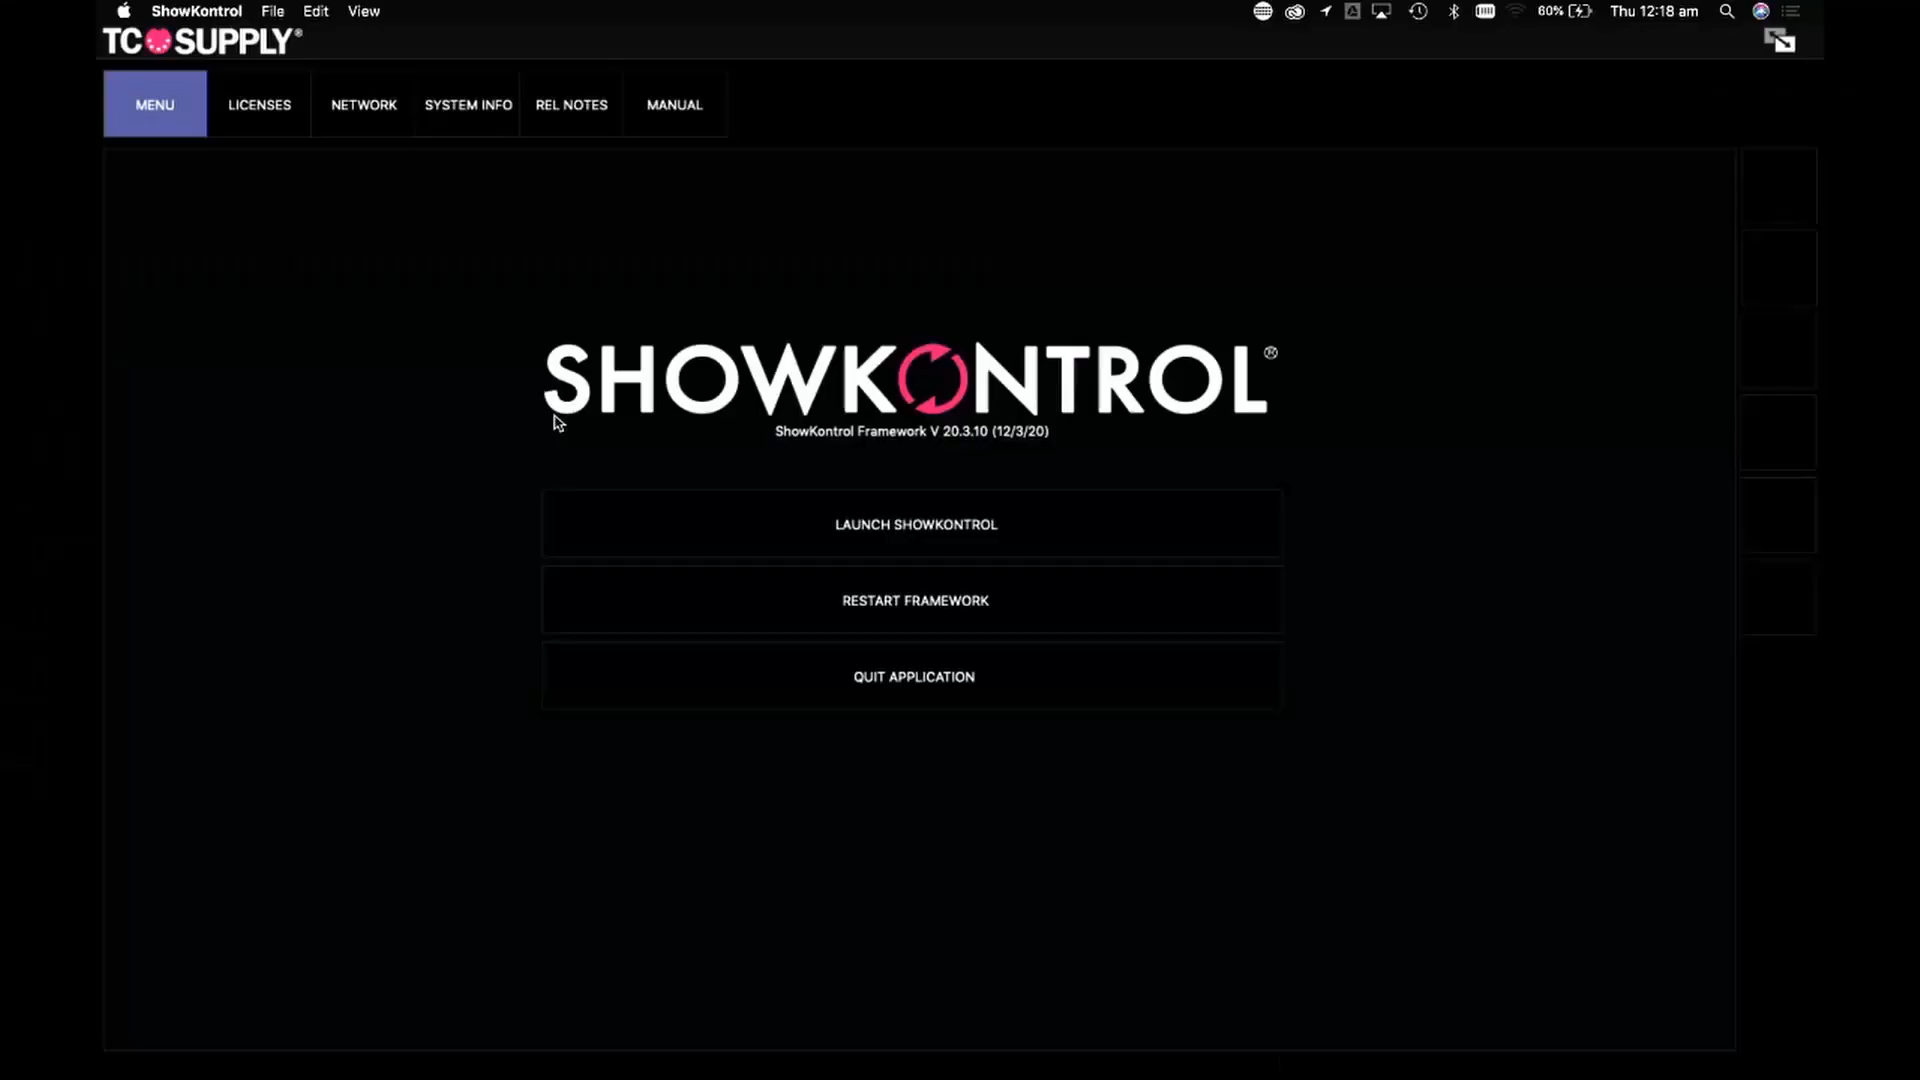 ShowKontrol File Edit View 60% Thu 12:18 am
TC SUPPLY®
MENU LICENSES NETWORK SYSTEM INFO REL NOTES MANUAL
SHOWKONTROL®
ShowKontrol Framework V 20.3.10 (12/3/20)
LAUNCH SHOWKONTROL
RESTART FRAMEWORK
QUIT APPLICATION